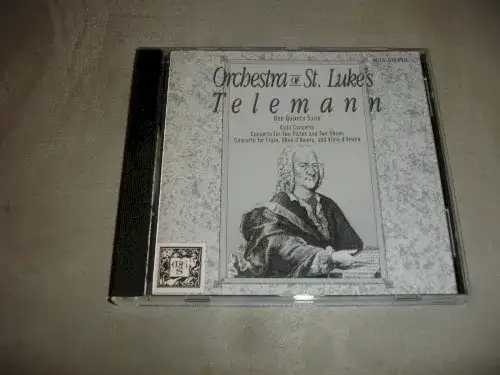 Orchestra OF St. Luke's
Telemann
Don Quixote Suite
Viola Concerto
Concerto for Two Flutes and Two Oboes
Concerto for Flute, Oboe d'Amore, and Viola d'Amore